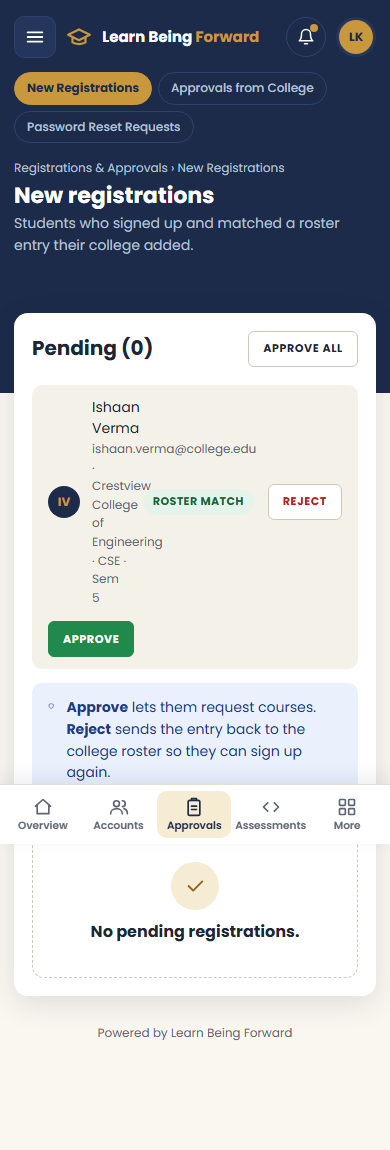 Learn Being Forward
LK
New Registrations
Approvals from College
Password Reset Requests
Registrations & Approvals › New Registrations
New registrations
Students who signed up and matched a roster
entry their college added.
Pending (0)
APPROVE ALL
IV
Ishaan
Verma
ishaan.verma@college.edu
·
Crestview
College
of
Engineering
· CSE ·
Sem
5
ROSTER MATCH
REJECT
APPROVE
Approve lets them request courses.
Reject sends the entry back to the
college roster so they can sign up
again.
Overview
Accounts
Approvals
Assessments
More
No pending registrations.
Powered by Learn Being Forward